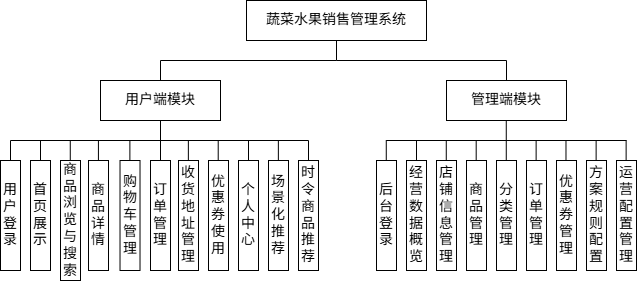 蔬菜水果销售管理系统
用户端模块
管理端模块
用户登录
首页展示
商品浏览与搜索
商品详情
购物车管理
订单管理
收货地址管理
优惠券使用
个人中心
场景化推荐
时令商品推荐
后台登录
经营数据概览
店铺信息管理
商品管理
分类管理
订单管理
优惠券管理
方案规则配置
运营配置管理